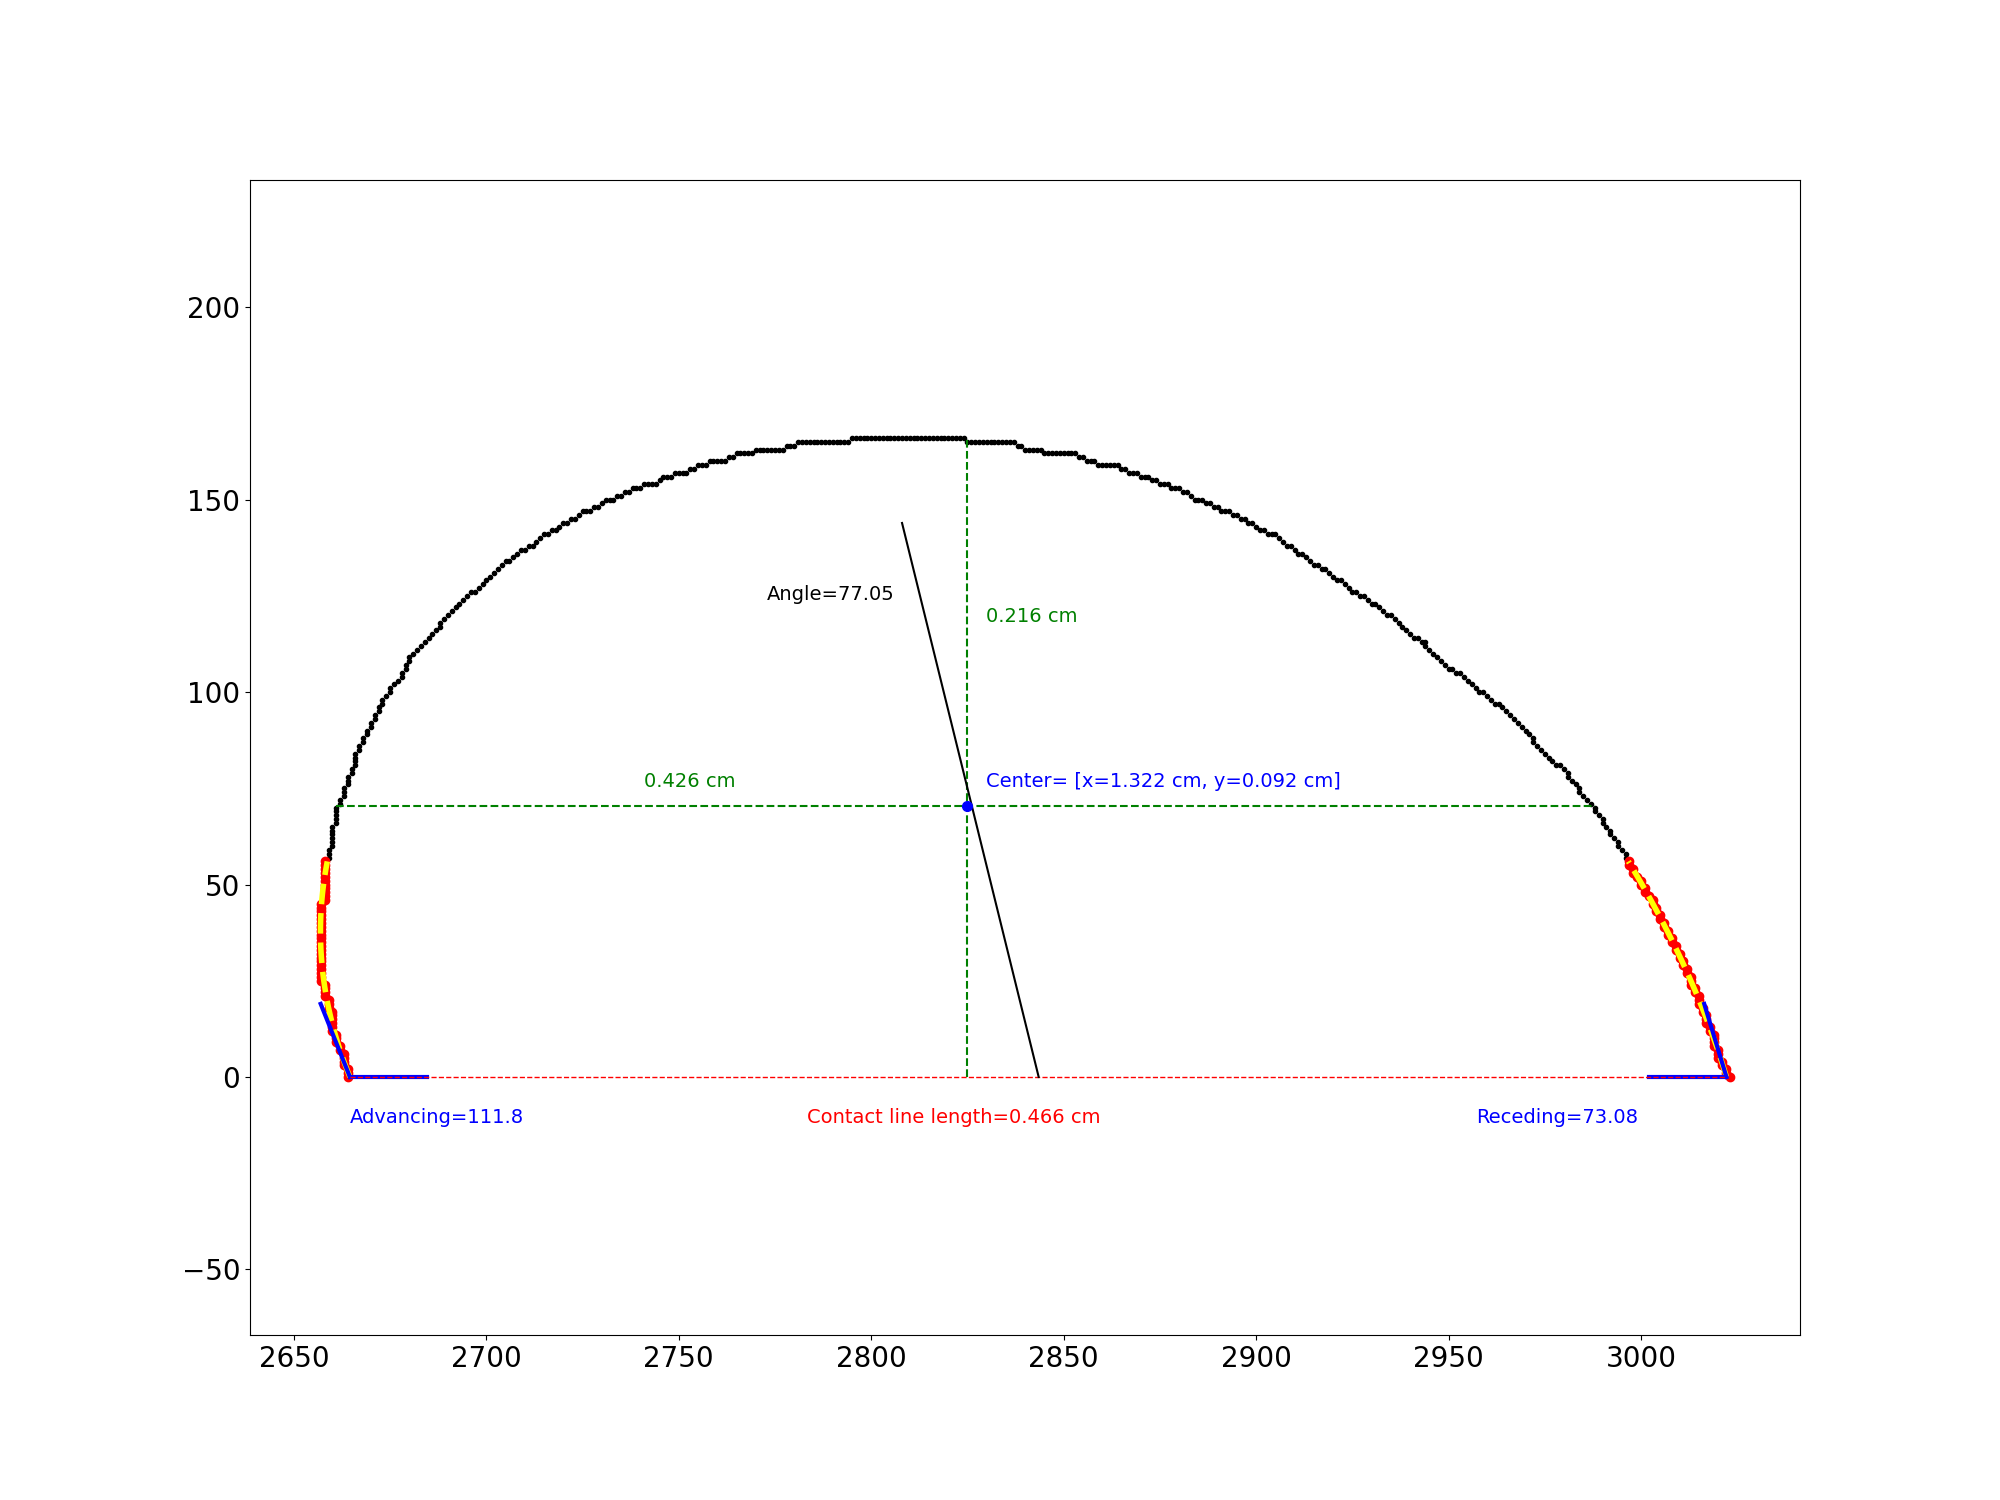 200
150
Angle=77.05
0.216 cm
100
0.426 cm
Center= [x=1.322 cm, y=0.092 cm]
50
0
Advancing=111.8
Contact line length=0.466 cm
Receding=73.08
−50
2650
2700
2750
2800
2850
2900
2950
3000